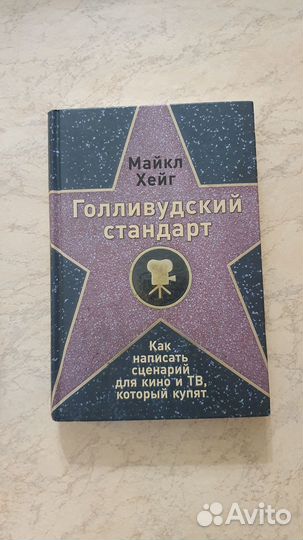 Майкл
Хейг
Голливудский
стандарт
Как
написать
сценарий
для кино и ТВ,
который купят
Avito